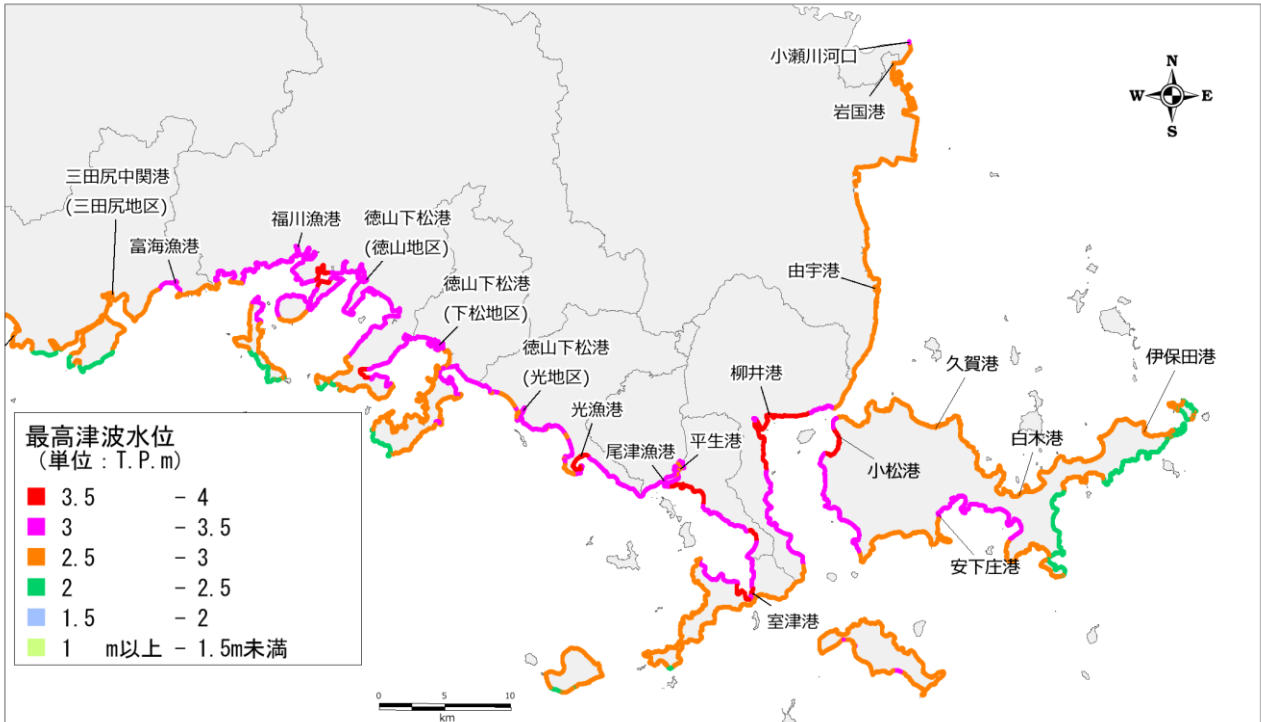 小瀬川河口
N
W E
S
岩国港
三田尻中関港
(三田尻地区)
福川漁港
徳山下松港
(徳山地区)
富海漁港
徳山下松港
(下松地区)
由宇港
徳山下松港
(光地区)
柳井港
久賀港
伊保田港
光漁港
尾津漁港
平生港
小松港
白木港
安下庄港
室津港
最高津波水位
(単位:T.P.m)
3.5 - 4
3 - 3.5
2.5 - 3
2 - 2.5
1.5 - 2
1 m以上 - 1.5m未満
0 5 10
km